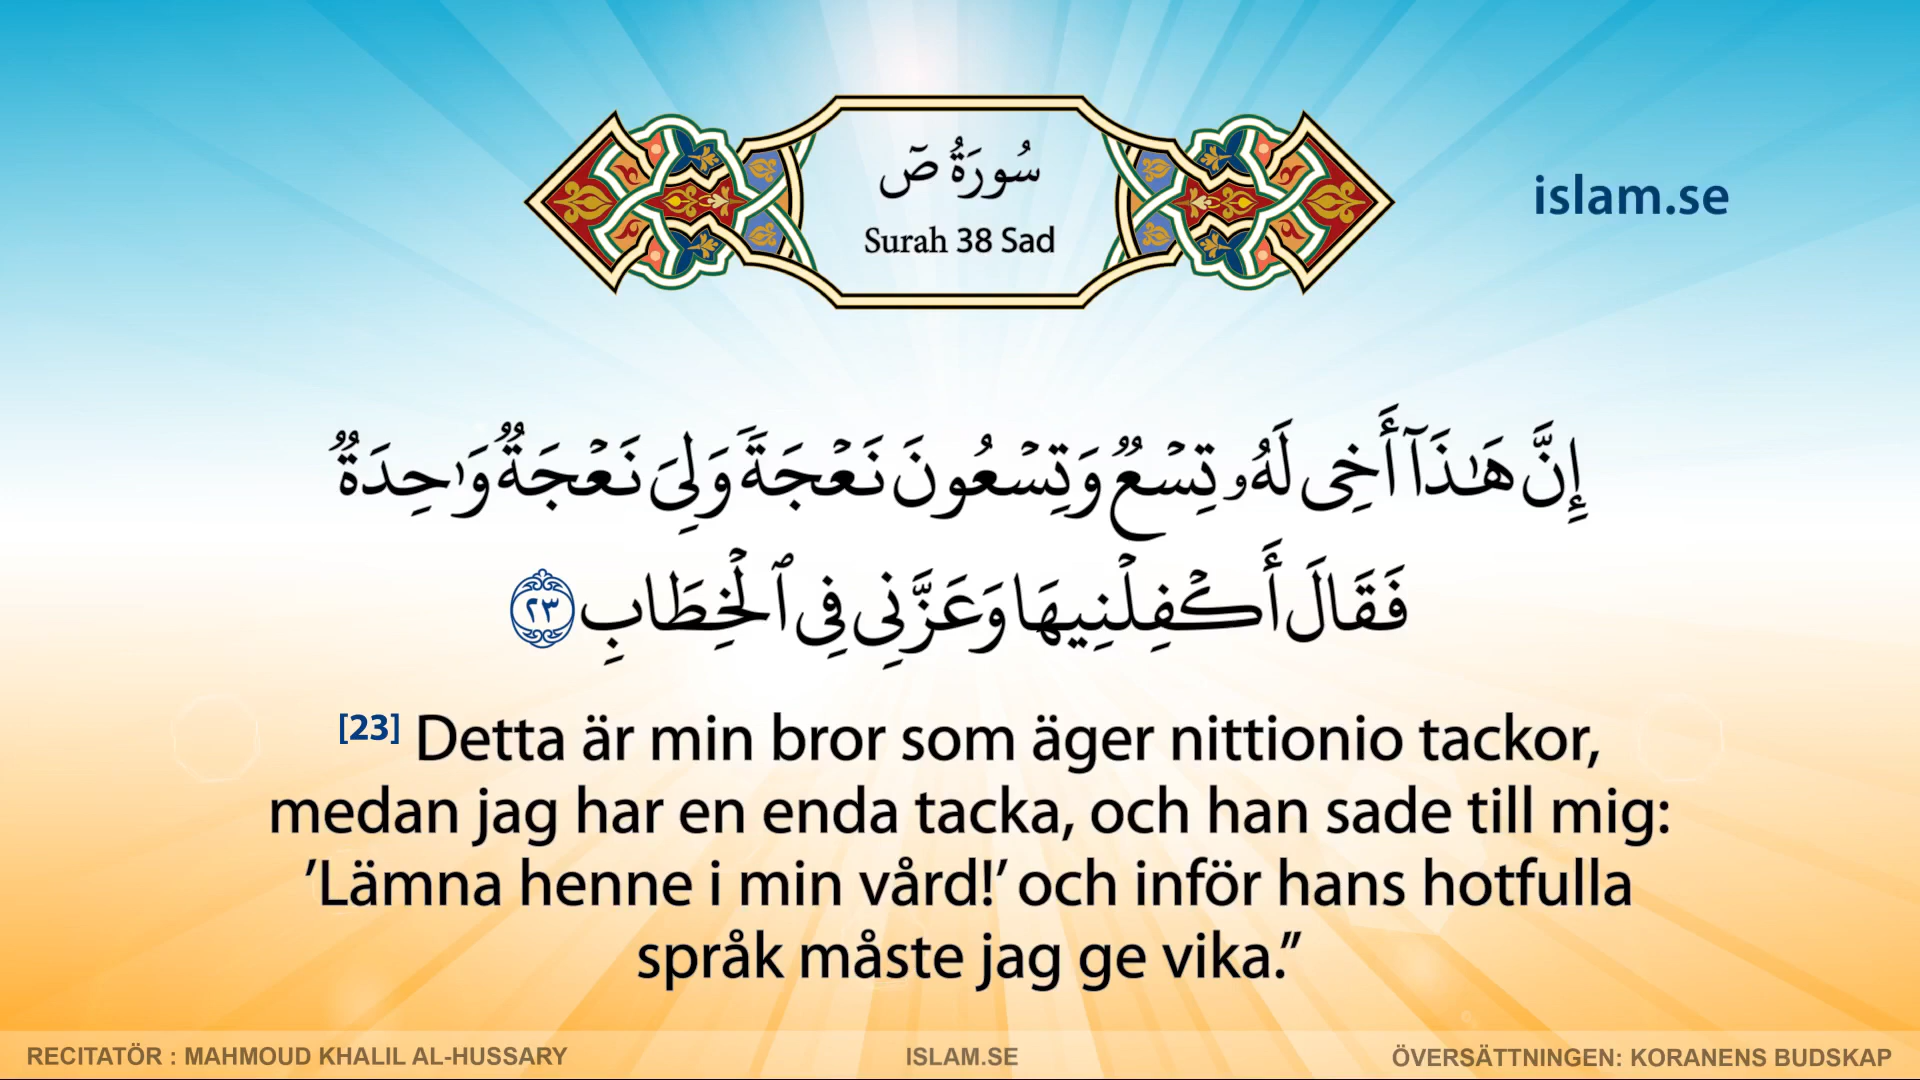 سُورَةُ صٓ
Surah 38 Sad
islam.se
إِنَّ هَـٰذَآ أَخِى لَهُۥ تِسْعٌ وَتِسْعُونَ نَعْجَةً وَلِىَ نَعْجَةٌ وَٰحِدَةٌ
فَقَالَ أَكْفِلْنِيهَا وَعَزَّنِى فِى ٱلْخِطَابِ ٢٣
[23] Detta är min bror som äger nittionio tackor,
medan jag har en enda tacka, och han sade till mig:
’Lämna henne i min vård!’ och inför hans hotfulla
språk måste jag ge vika.”
RECITATÖR : MAHMOUD KHALIL AL-HUSSARY
ISLAM.SE
ÖVERSÄTTNINGEN: KORANENS BUDSKAP